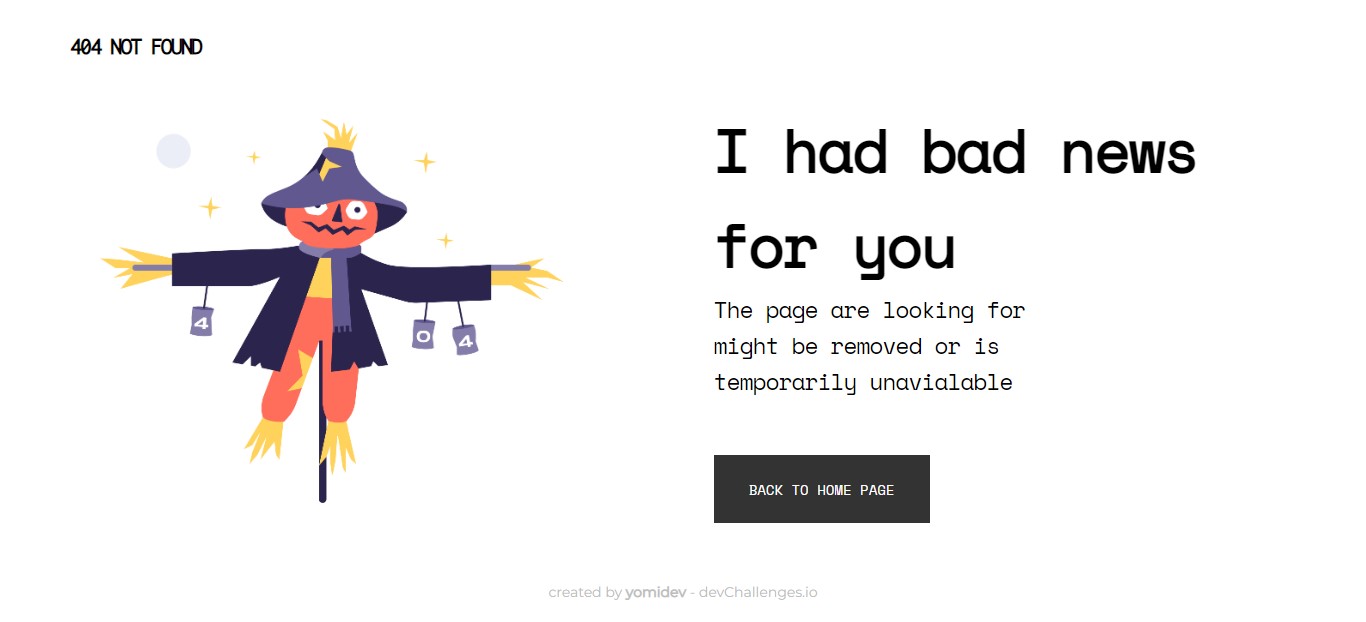 404 NOT FOUND
I had bad news
for you
The page are looking for
might be removed or is
temporarily unavialable
4
0
4
BACK TO HOME PAGE
created by yomidev - devChallenges.io